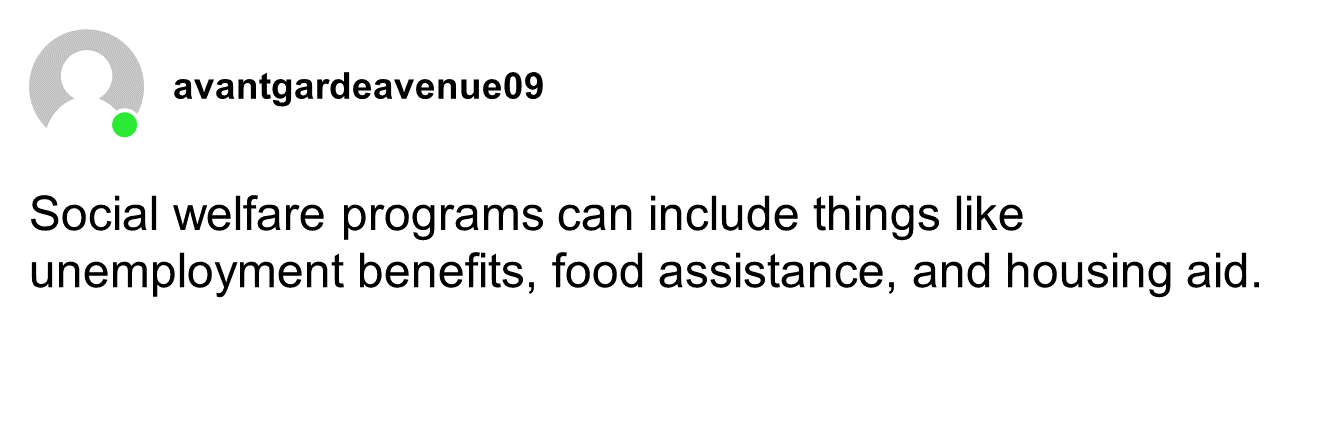 avantgardeavenue09
Social welfare programs can include things like
unemployment benefits, food assistance, and housing aid.